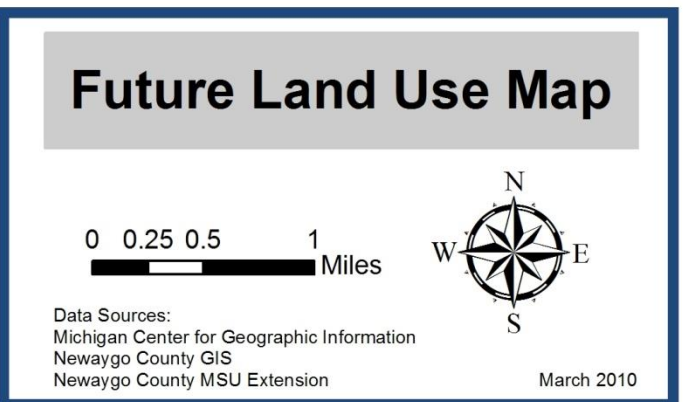 Future Land Use Map
N
0 0.25 0.5 1
Miles
W E
S
Data Sources:
Michigan Center for Geographic Information
Newaygo County GIS
Newaygo County MSU Extension
March 2010